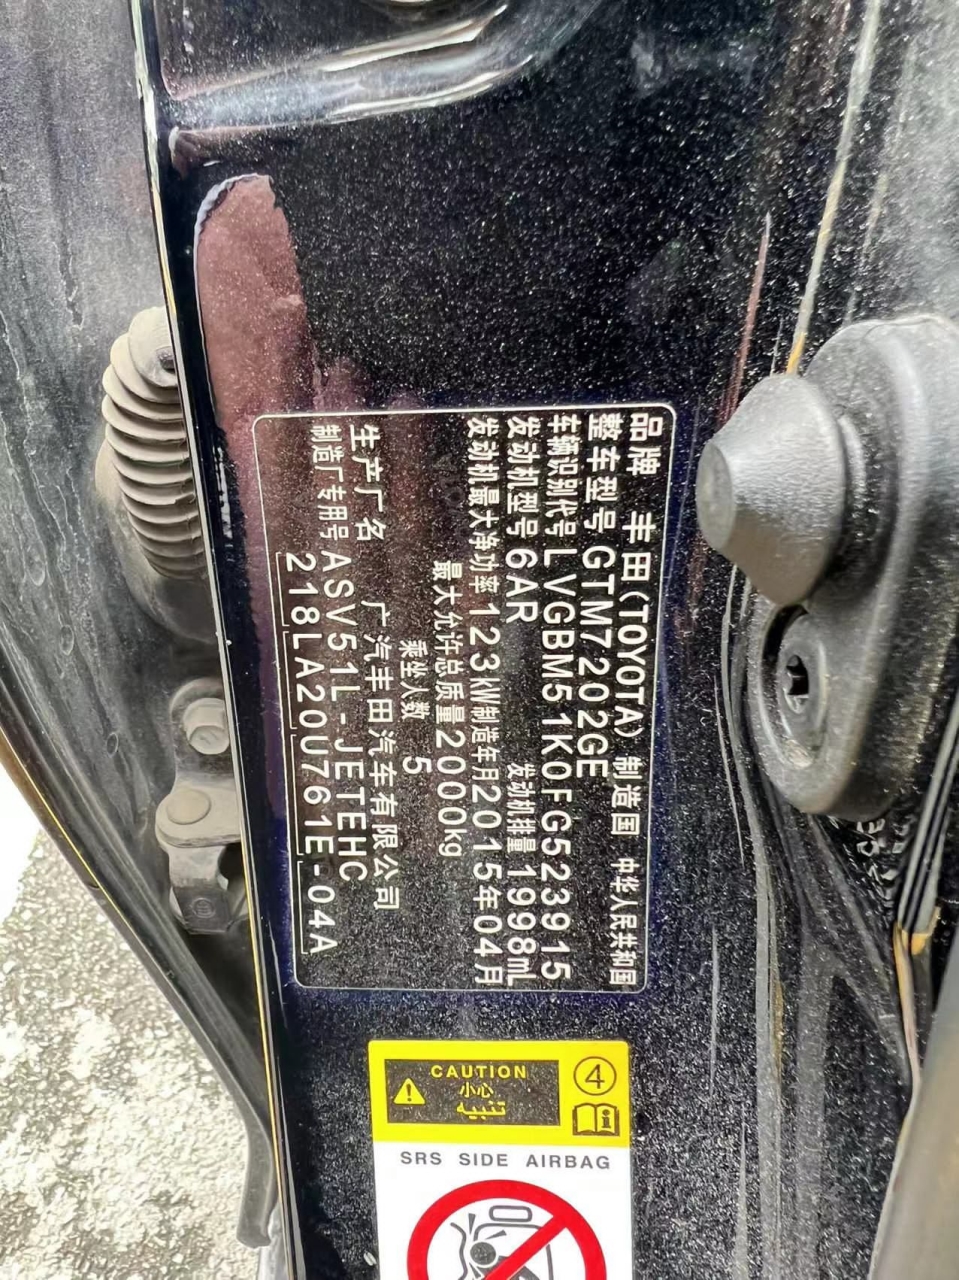 品牌 丰田(TOYOTA) 制造国 中华人民共和国
整车型号 GTM7202GE
车辆识别代号 LVGBM51K0FG523915
发动机型号 6AR 发动机排量 1998mL
发动机最大净功率 123kW 制造年月 2015年04月
最大允许总质量 2000kg
乘坐人数 5
生产厂名 广汽丰田汽车有限公司
制造厂专用号 ASV51L-JETEHC
218LA20U761E-04A
CAUTION
小心
تنبيه
4
SRS SIDE AIRBAG